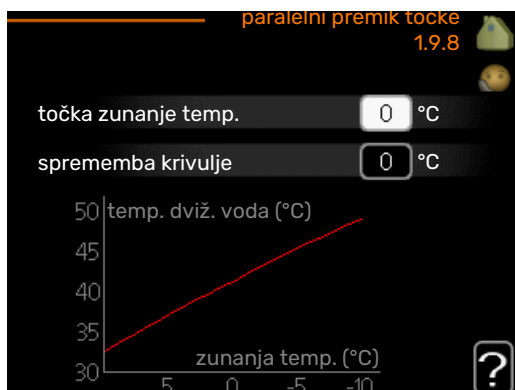 paralelni premik točke
1.9.8
točka zunanje temp. 0 °C
sprememba krivulje 0 °C
50 temp. dviž. voda (°C)
45
40
35
30
zunanja temp. (°C)
5 0 -5 -10
?